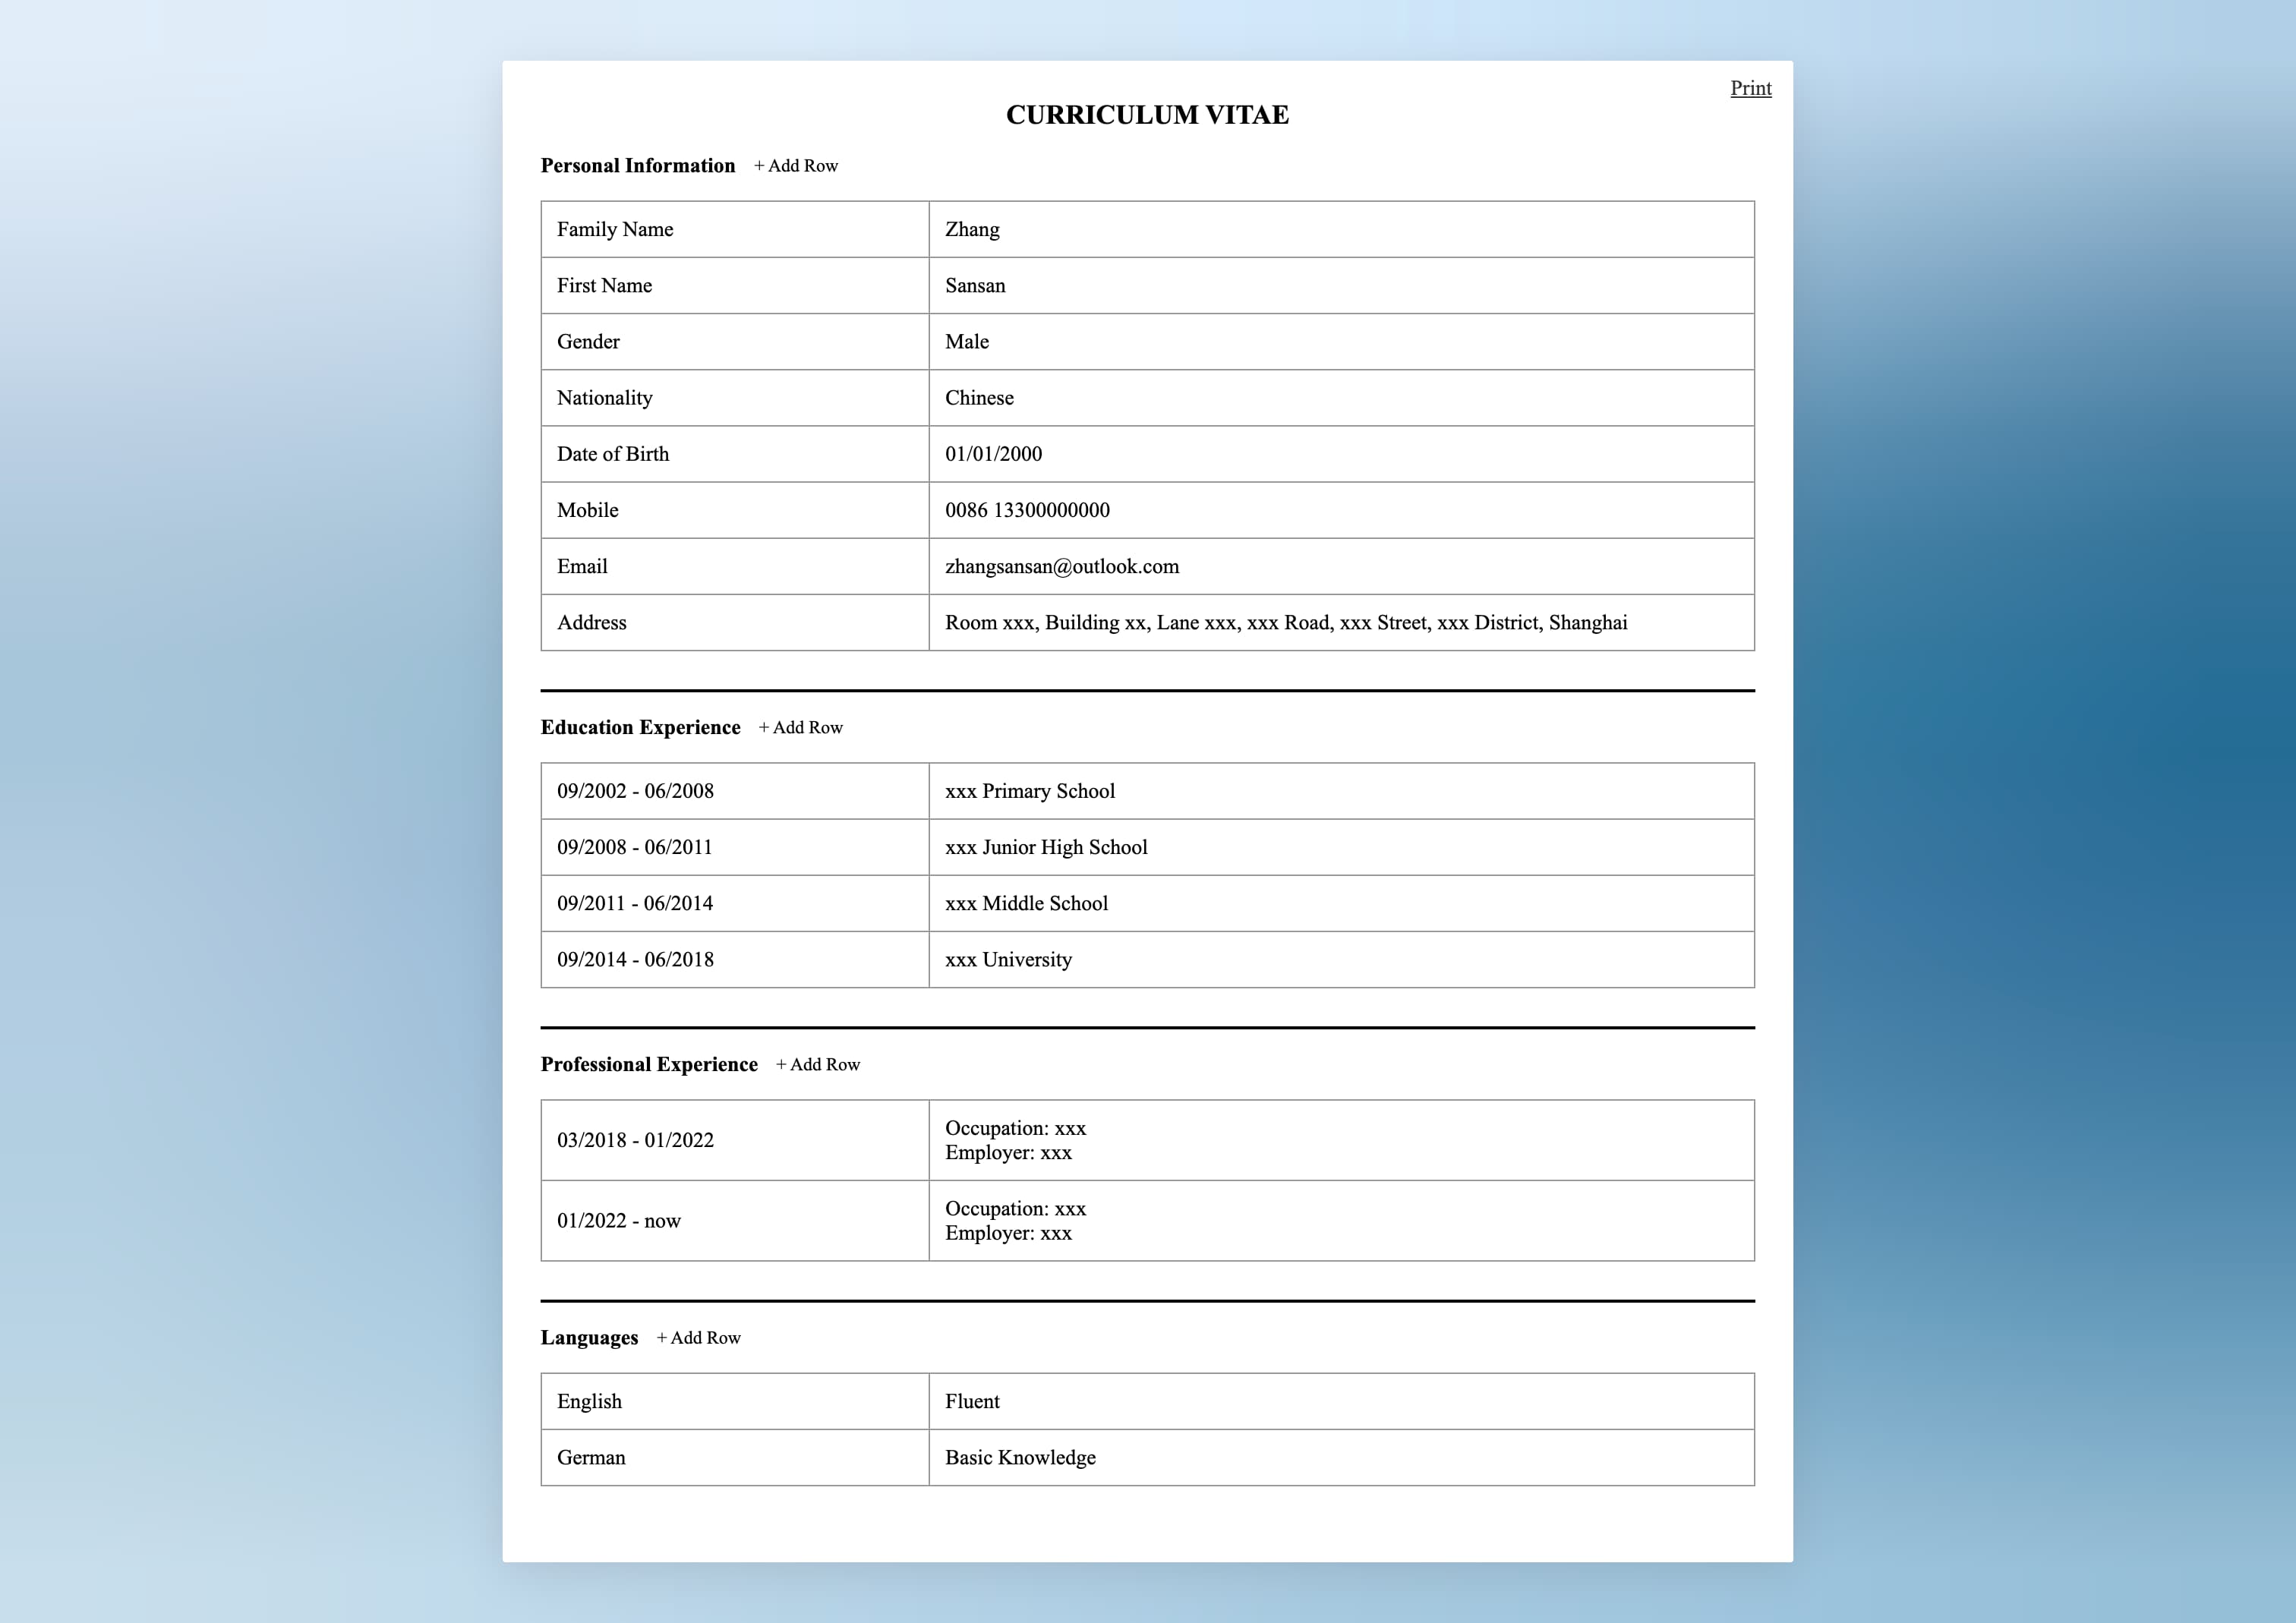 Print
CURRICULUM VITAE
Personal Information + Add Row
Family Name Zhang
First Name Sansan
Gender Male
Nationality Chinese
Date of Birth 01/01/2000
Mobile 0086 13300000000
Email zhangsansan@outlook.com
Address Room xxx, Building xx, Lane xxx, xxx Road, xxx Street, xxx District, Shanghai
Education Experience + Add Row
09/2002 - 06/2008 xxx Primary School
09/2008 - 06/2011 xxx Junior High School
09/2011 - 06/2014 xxx Middle School
09/2014 - 06/2018 xxx University
Professional Experience + Add Row
03/2018 - 01/2022 Occupation: xxx
Employer: xxx
01/2022 - now Occupation: xxx
Employer: xxx
Languages + Add Row
English Fluent
German Basic Knowledge